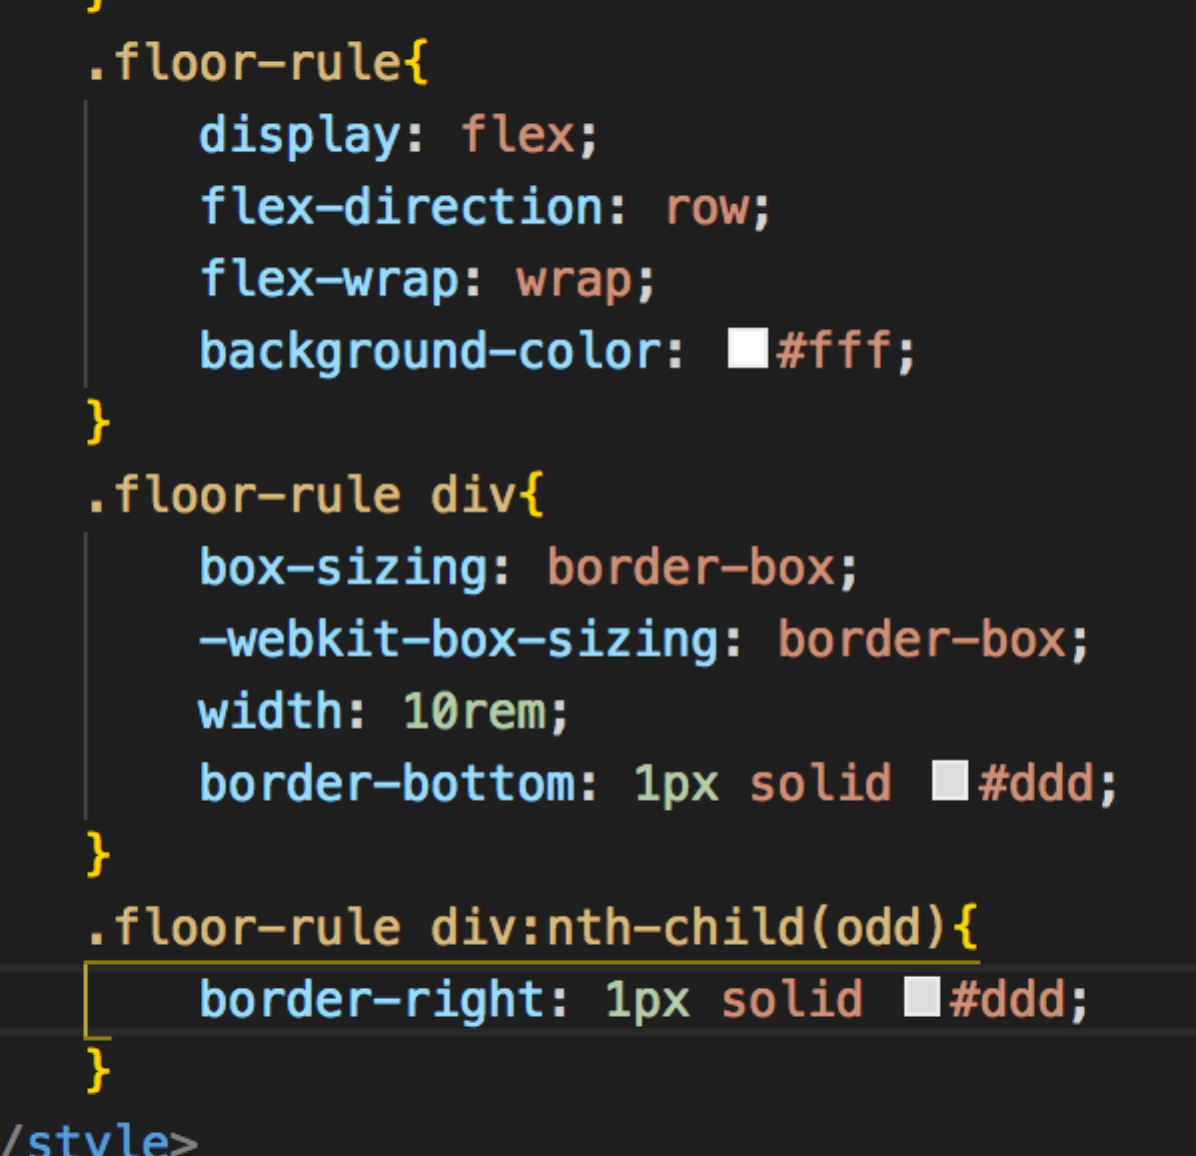 }
.floor-rule{
display: flex;
flex-direction: row;
flex-wrap: wrap;
background-color: #fff;
}
.floor-rule div{
box-sizing: border-box;
-webkit-box-sizing: border-box;
width: 10rem;
border-bottom: 1px solid #ddd;
}
.floor-rule div:nth-child(odd){
border-right: 1px solid #ddd;
}
/style>